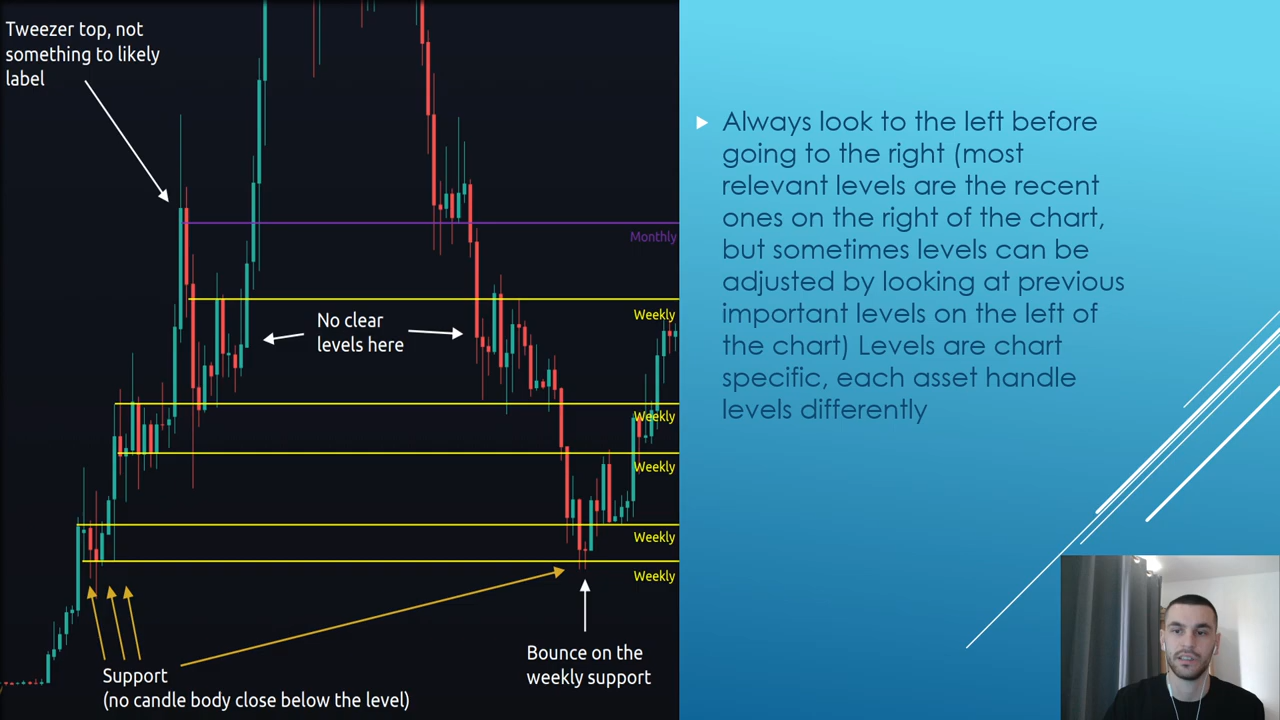 Tweezer top, not
something to likely
label
Monthly
Weekly
No clear
levels here
Weekly
Weekly
Weekly
Weekly
Bounce on the
weekly support
Support
(no candle body close below the level)
Always look to the left before
going to the right (most
relevant levels are the recent
ones on the right of the chart,
but sometimes levels can be
adjusted by looking at previous
important levels on the left of
the chart) Levels are chart
specific, each asset handle
levels differently